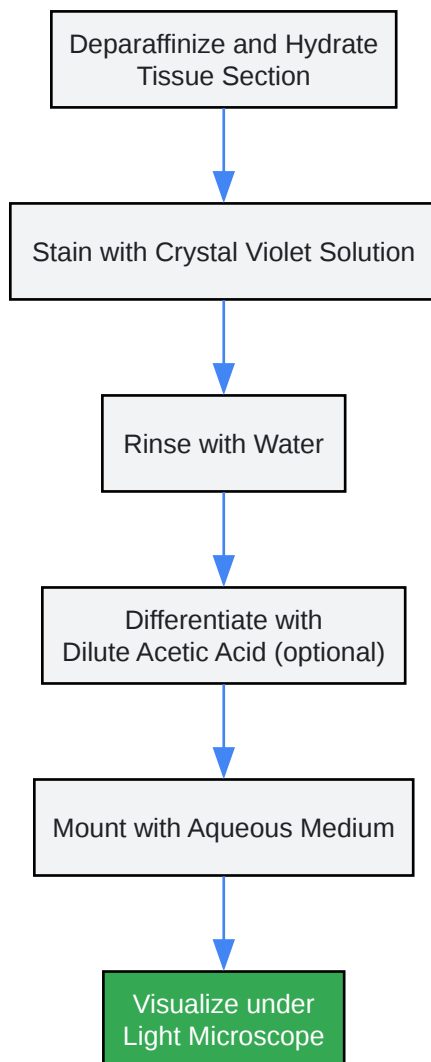 Deparaffinize and Hydrate
Tissue Section
Stain with Crystal Violet Solution
Rinse with Water
Differentiate with
Dilute Acetic Acid (optional)
Mount with Aqueous Medium
Visualize under
Light Microscope